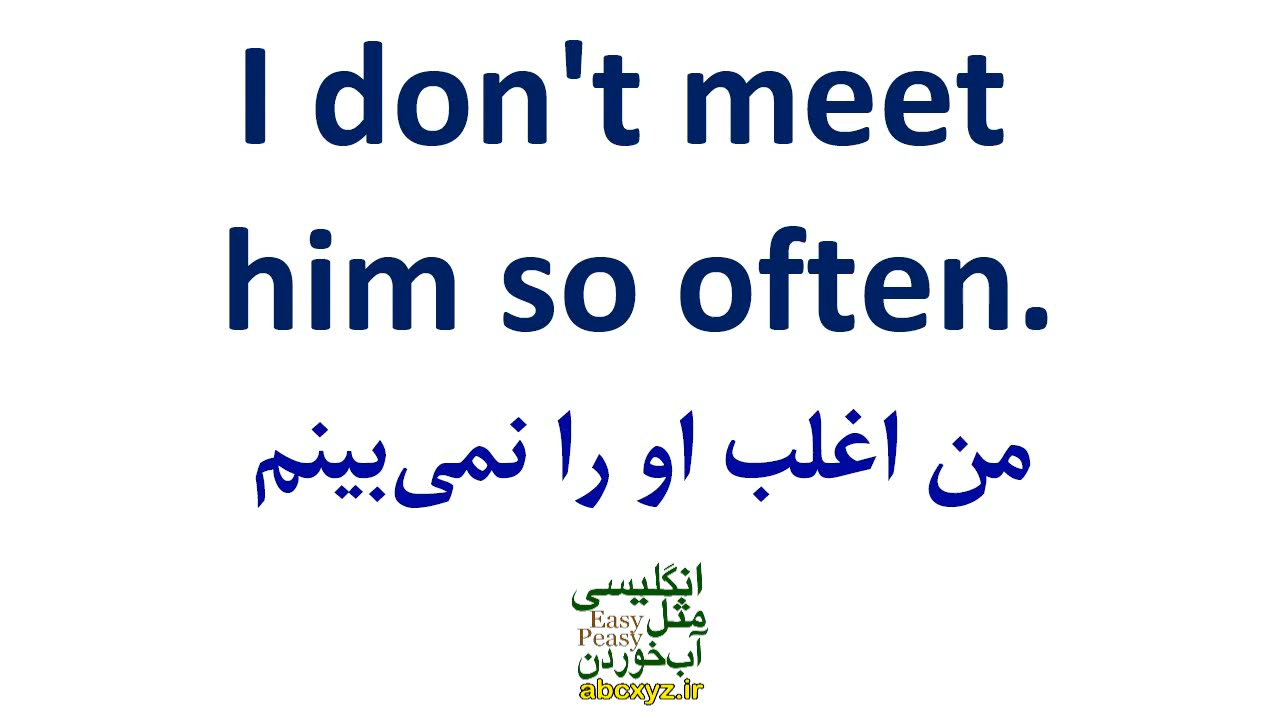 I don't meet
him so often.
من اغلب او را نمی‌بینم
انگلیسی
مثل
Easy
Peasy
آب‌خوردن
abcxyz.ir